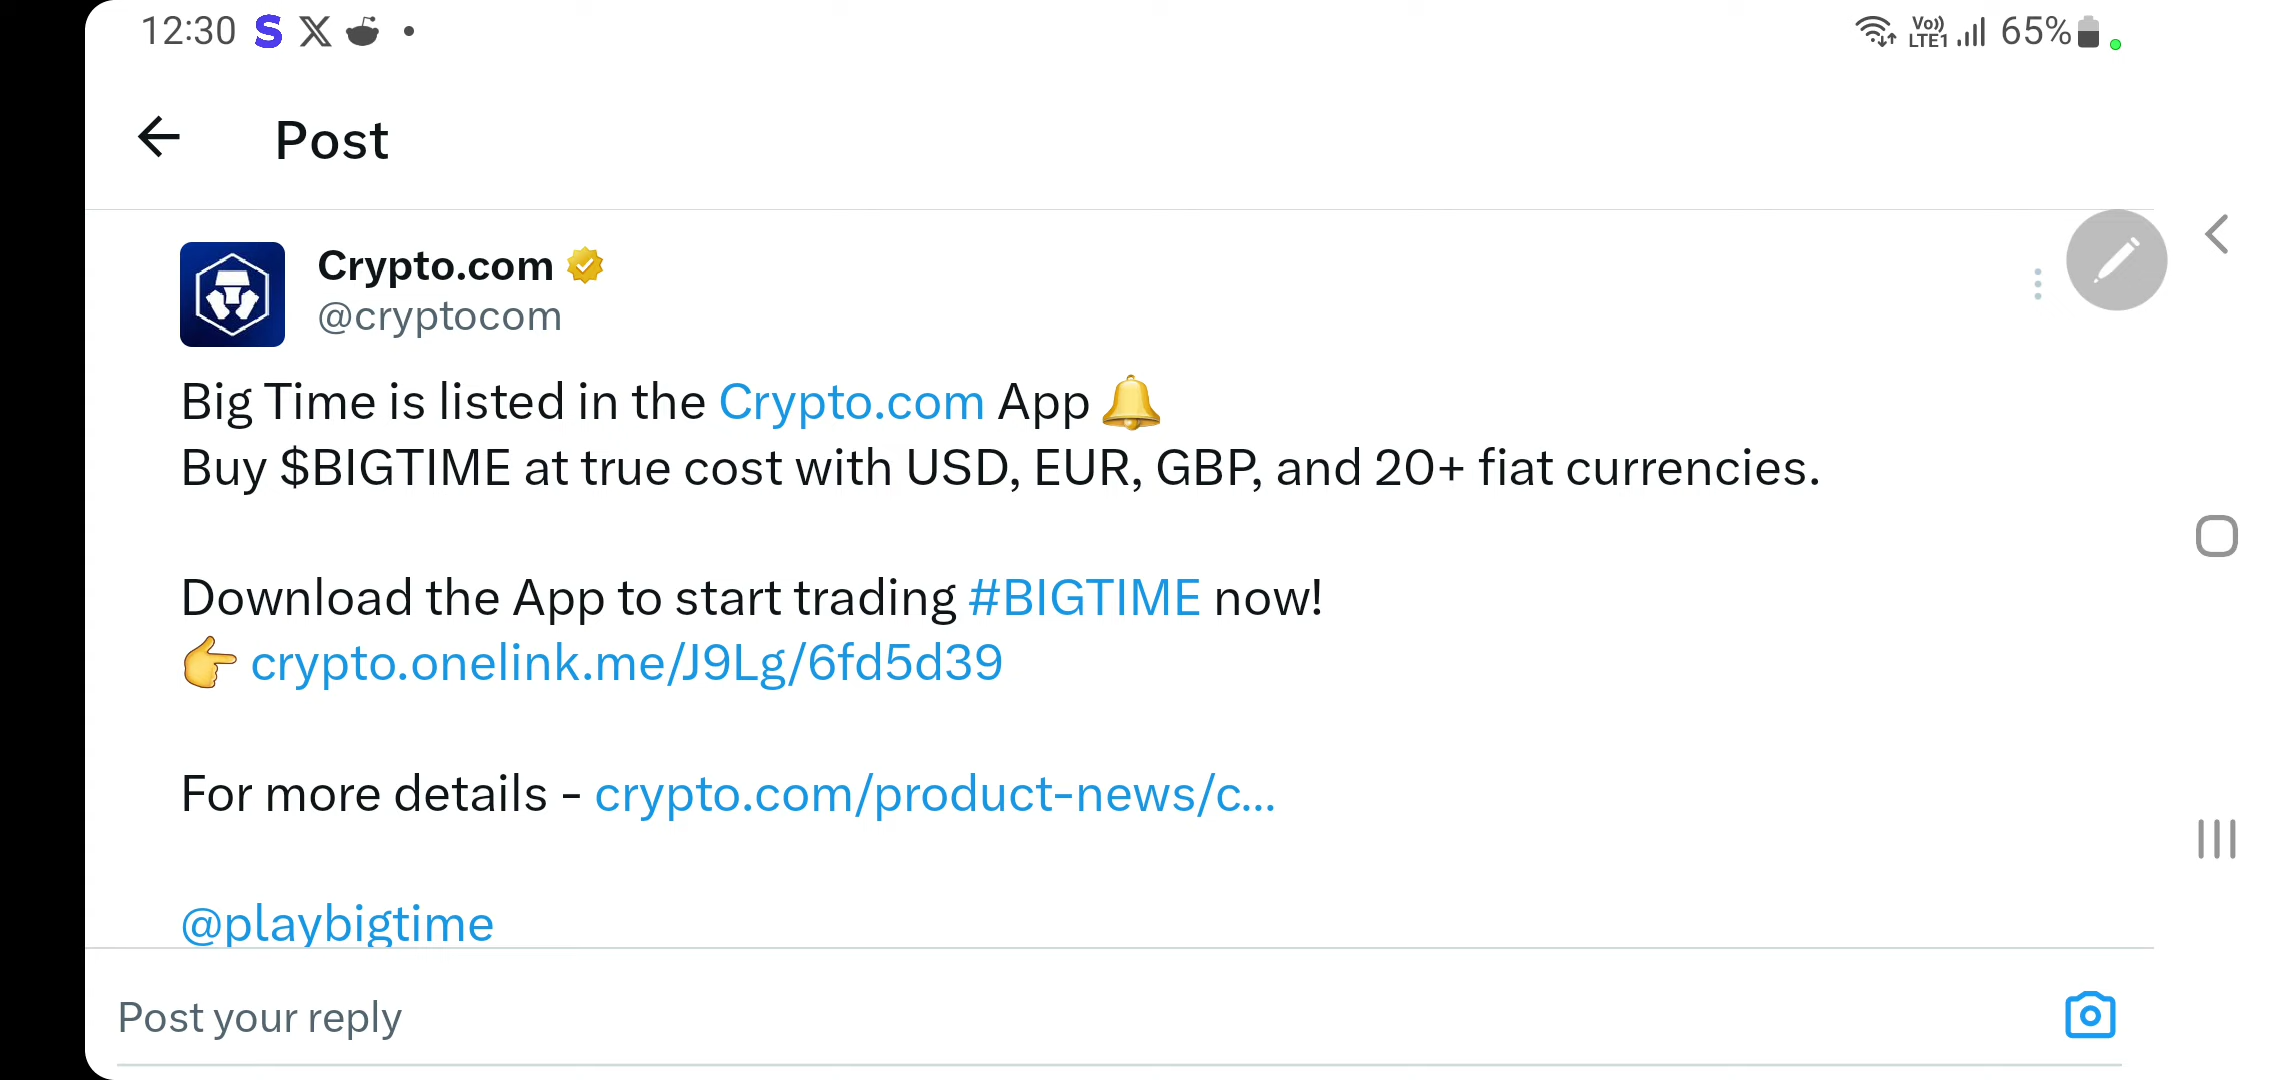 12:30
Vo)) LTE1 65%
Post
Crypto.com
@cryptocom
Big Time is listed in the Crypto.com App 🔔
Buy $BIGTIME at true cost with USD, EUR, GBP, and 20+ fiat currencies.
Download the App to start trading #BIGTIME now!
👉 crypto.onelink.me/J9Lg/6fd5d39
For more details - crypto.com/product-news/c...
@playbigtime
Post your reply